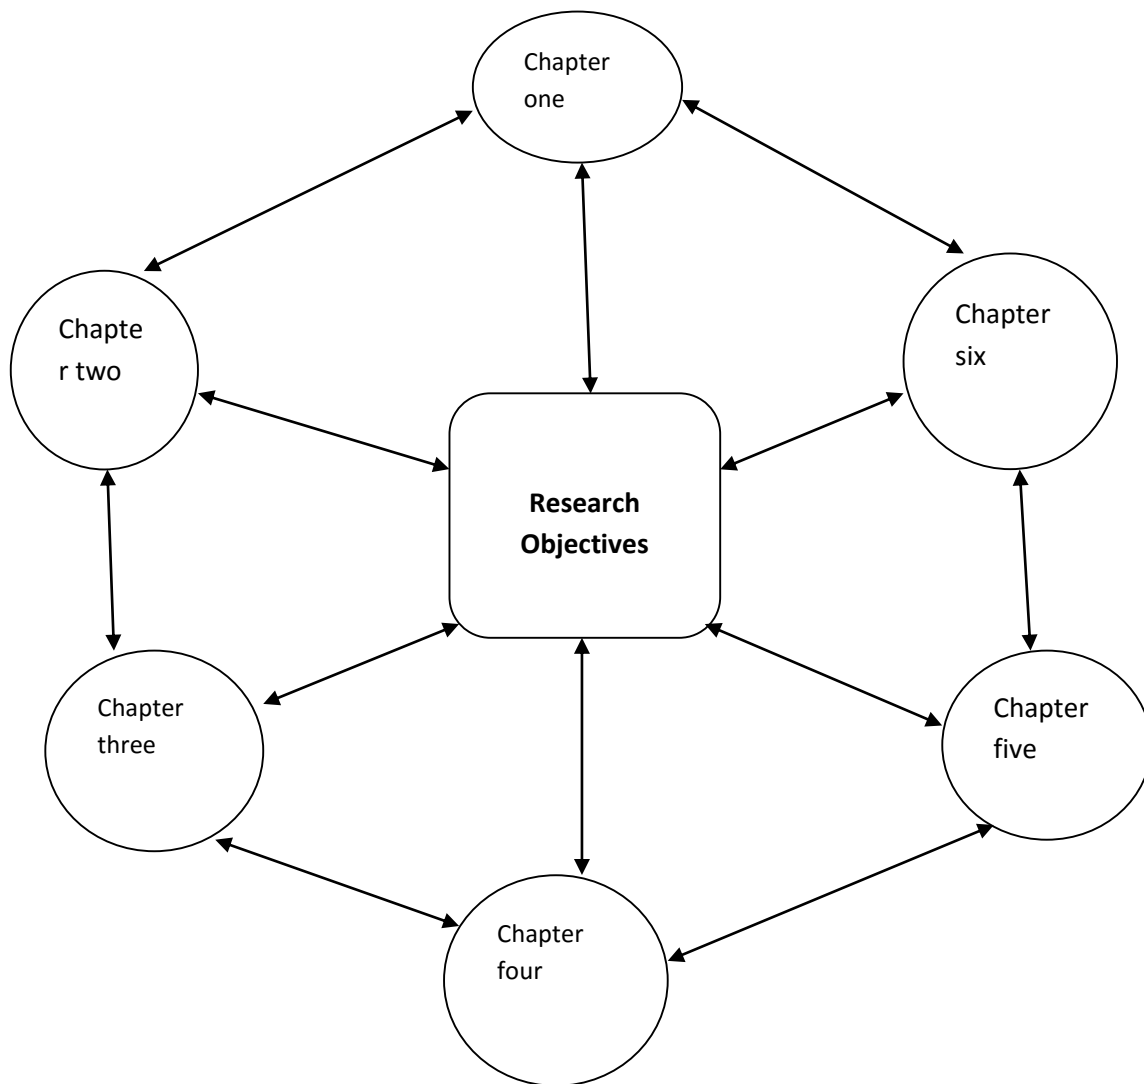 Chapter
one
Chapte
r two
Chapter
six
Research
Objectives
Chapter
three
Chapter
five
Chapter
four